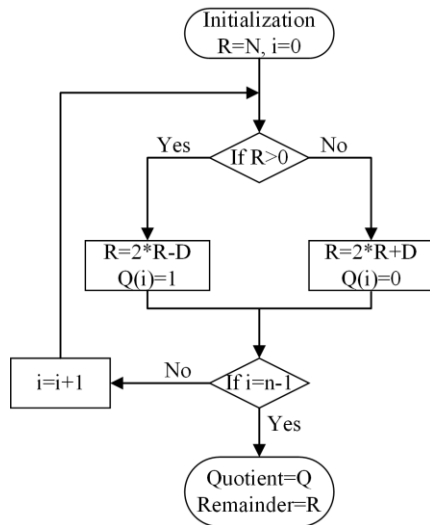 Initialization
R=N, i=0
Yes
If R>0
No
R=2*R-D
Q(i)=1
R=2*R+D
Q(i)=0
No
i=i+1
If i=n-1
Yes
Quotient=Q
Remainder=R